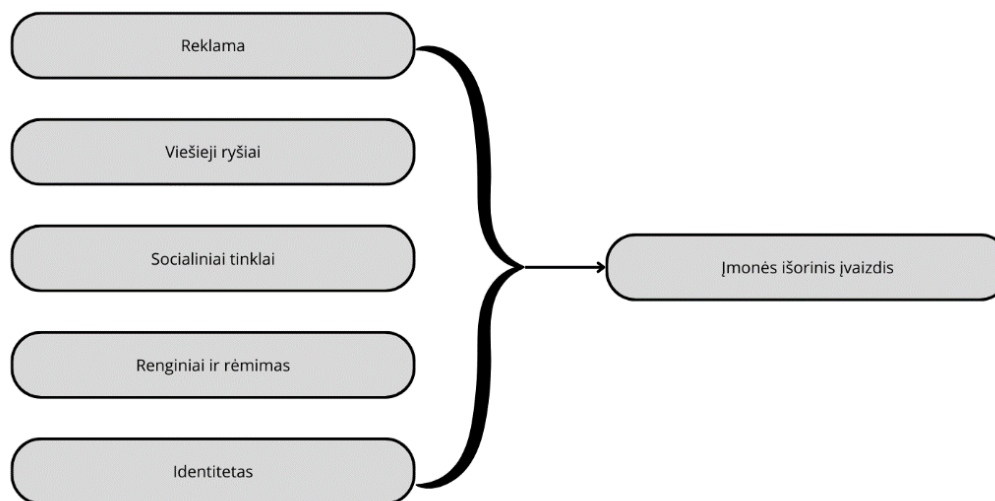 Reklama
Viešieji ryšiai
Socialiniai tinklai
Renginiai ir rėmimas
Identitetas
Įmonės išorinis įvaizdis